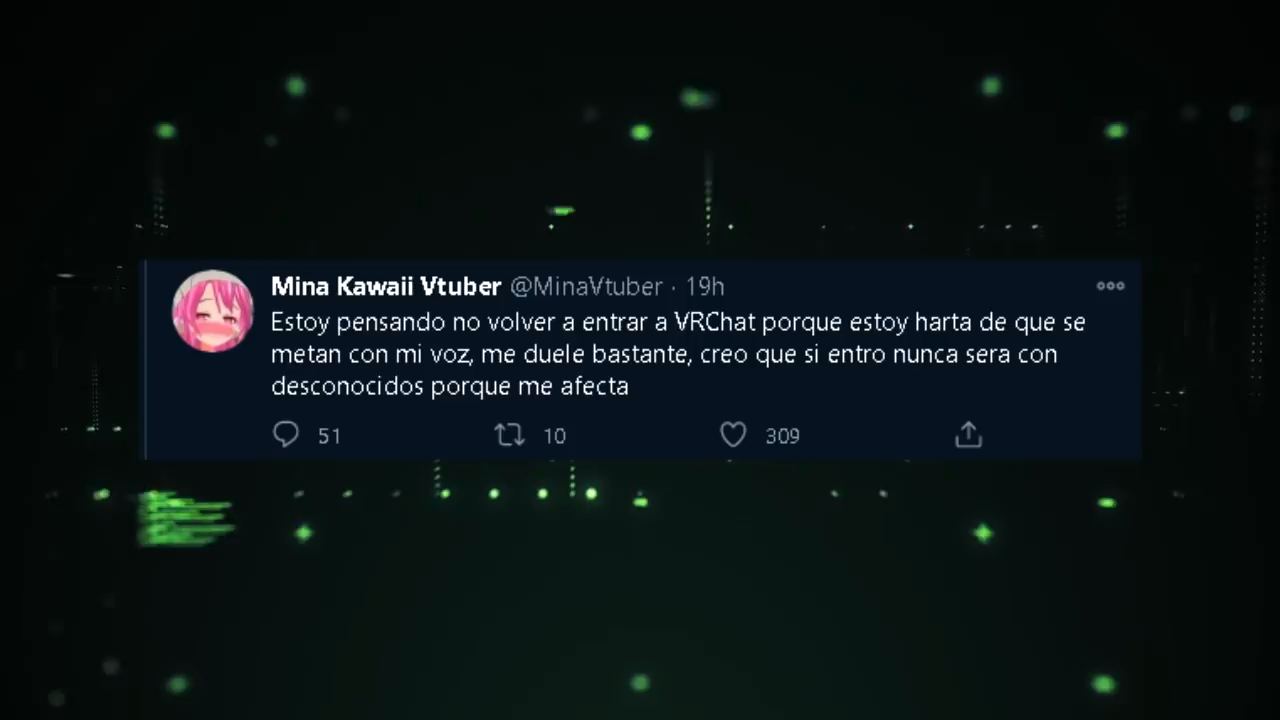 Mina Kawaii Vtuber @MinaVtuber · 19h
Estoy pensando no volver a entrar a VRChat porque estoy harta de que se
metan con mi voz, me duele bastante, creo que si entro nunca sera con
desconocidos porque me afecta
51 10 309